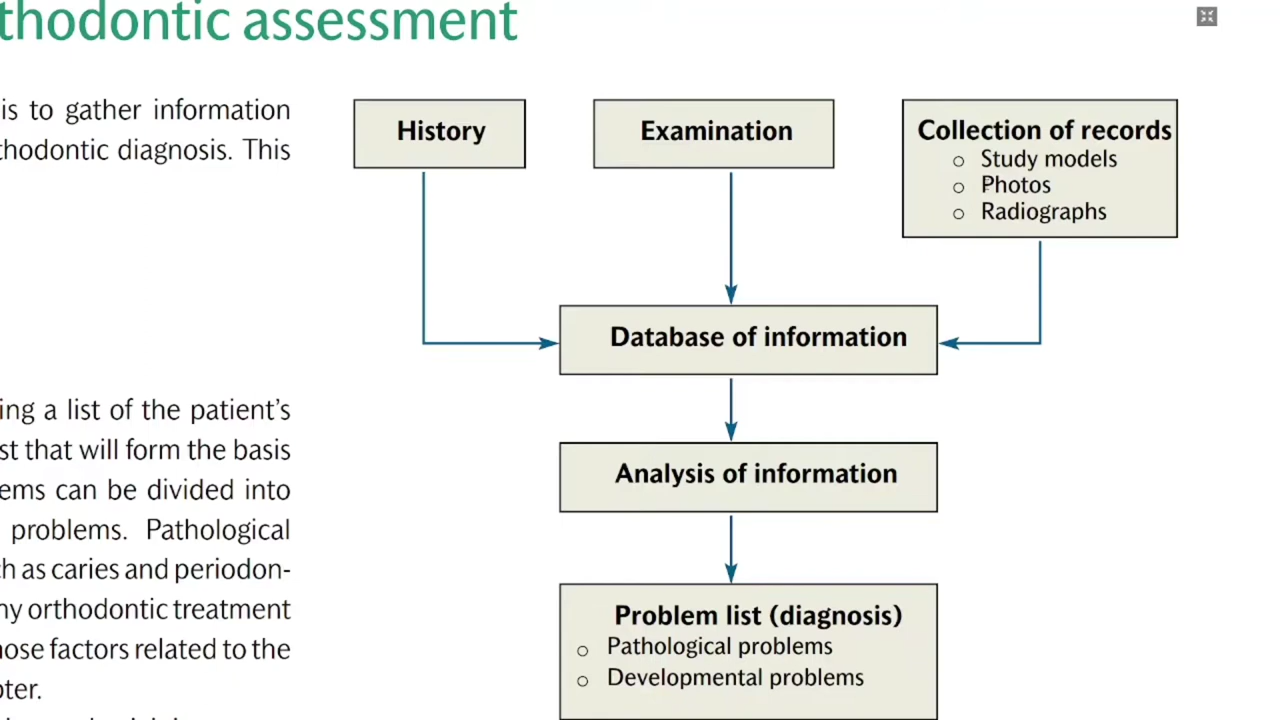 thodontic assessment
is to gather information
thodontic diagnosis. This
ing a list of the patient's
st that will form the basis
ems can be divided into
problems. Pathological
h as caries and periodon-
ny orthodontic treatment
ose factors related to the
pter.
History
Examination
Collection of records
○ Study models
○ Photos
○ Radiographs
Database of information
Analysis of information
Problem list (diagnosis)
○ Pathological problems
○ Developmental problems